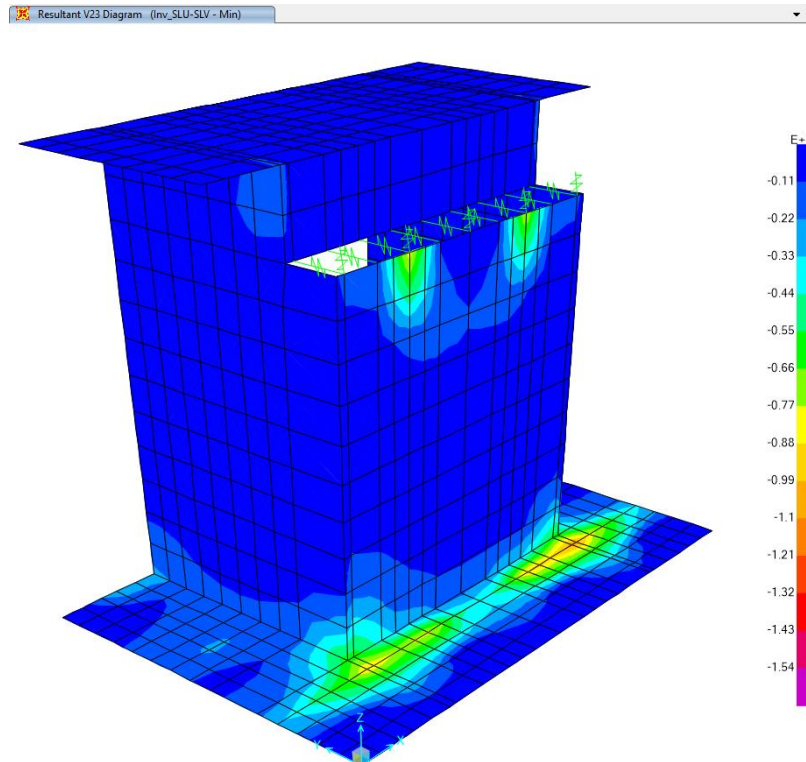 Resultant V23 Diagram (Inv_SLU-SLV - Min)
E+
-0.11
-0.22
-0.33
-0.44
-0.55
-0.66
-0.77
-0.88
-0.99
-1.1
-1.21
-1.32
-1.43
-1.54
Z
Y
X